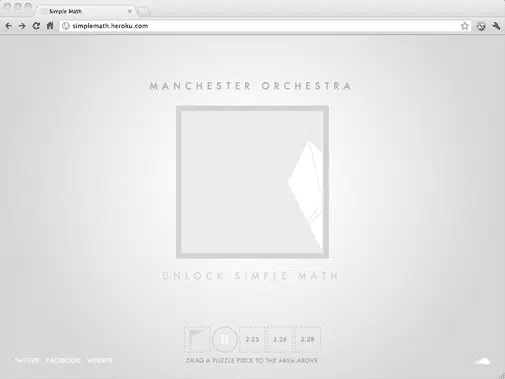 Simple Math
simplemath.heroku.com
MANCHESTER ORCHESTRA
UNLOCK SIMPLE MATH
2.25 2.26 2.28
TWITTER FACEBOOK WEBSITE
DRAG A PUZZLE PIECE TO THE AREA ABOVE